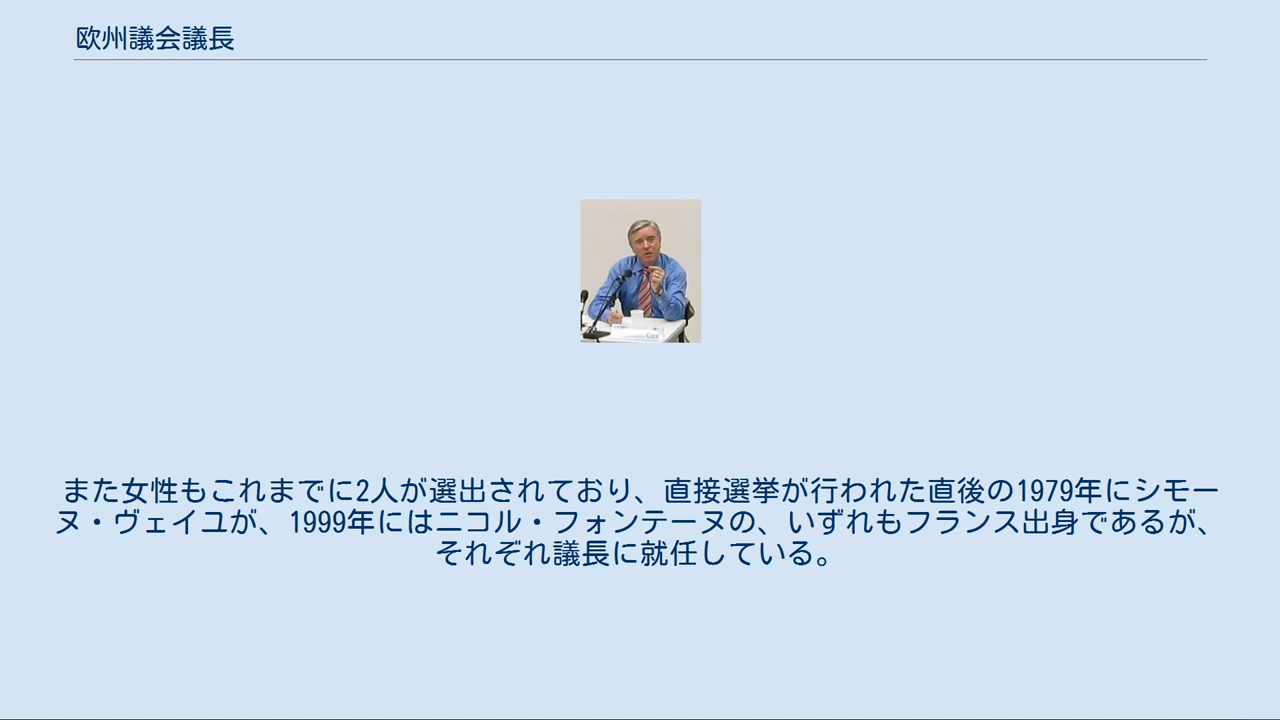 欧州議会議長
また女性もこれまでに2人が選出されており、直接選挙が行われた直後の1979年にシモー
ヌ・ヴェイユが、1999年にはニコル・フォンテーヌの、いずれもフランス出身であるが、
それぞれ議長に就任している。
Cox